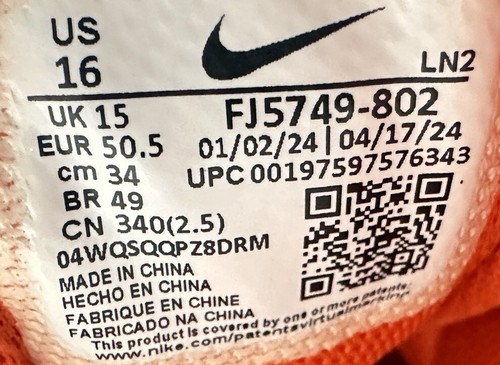 US
16
LN2
UK 15
EUR 50.5
cm 34
BR 49
CN 340(2.5)
FJ5749-802
01/02/24 | 04/17/24
UPC 00197597576343
04WQSQQPZ8DRM
MADE IN CHINA
HECHO EN CHINA
FABRIQUE EN CHINE
FABRICADO NA CHINA
This product is covered by one or more patents:
www.nike.com/patentsvirtualmarking